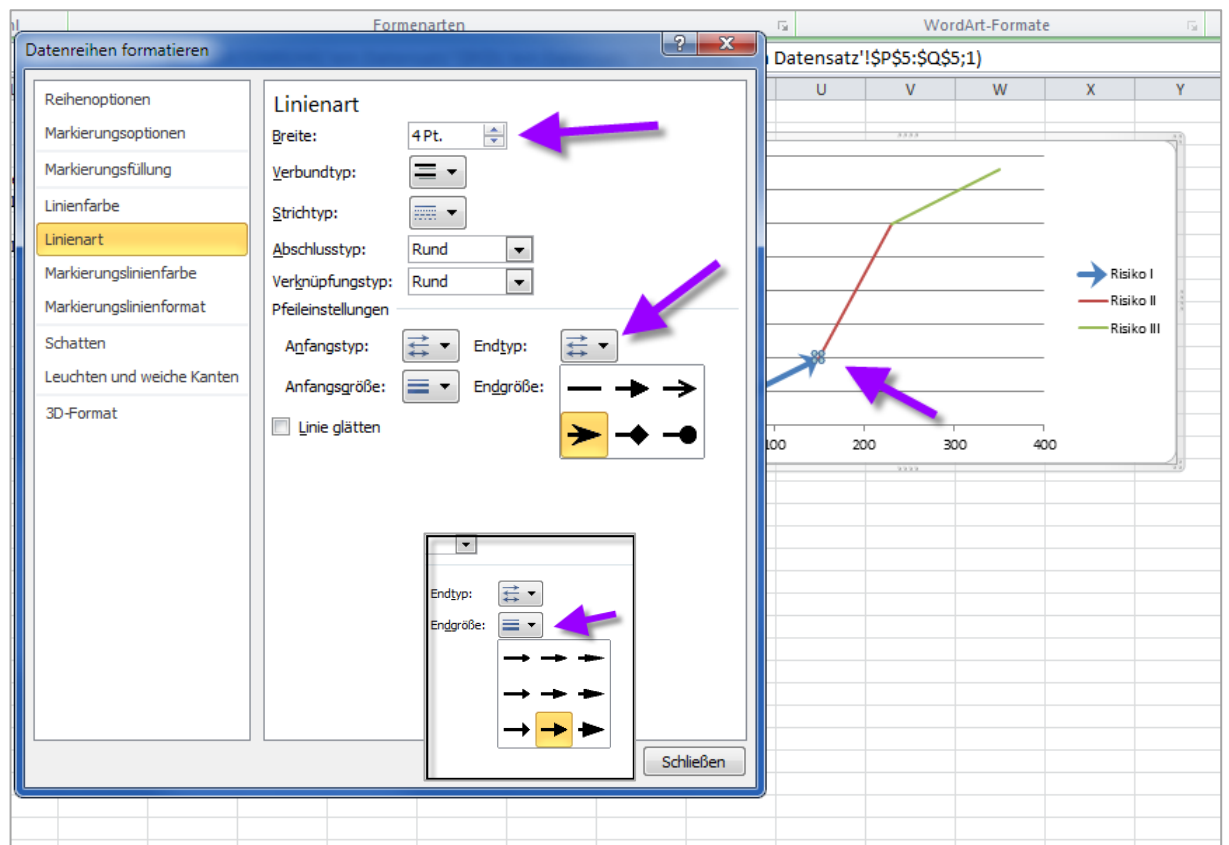 Formenarten
WordArt-Formate
Datenreihen formatieren
Datensatz'!$P$5:$Q$5;1)
U V W X Y
Reihenoptionen
Markierungsoptionen
Markierungsfüllung
Linienfarbe
Linienart
Markierungslinienfarbe
Markierungslinienformat
Schatten
Leuchten und weiche Kanten
3D-Format
Linienart
Breite: 4 Pt.
Verbundtyp:
Strichtyp:
Abschlusstyp: Rund
Verknüpfungstyp: Rund
Pfeileinstellungen
Anfangstyp: Endtyp:
Anfangsgröße: Endgröße:
Linie glätten
Endtyp:
Endgröße:
Schließen
Risiko I
Risiko II
Risiko III
200 300 400